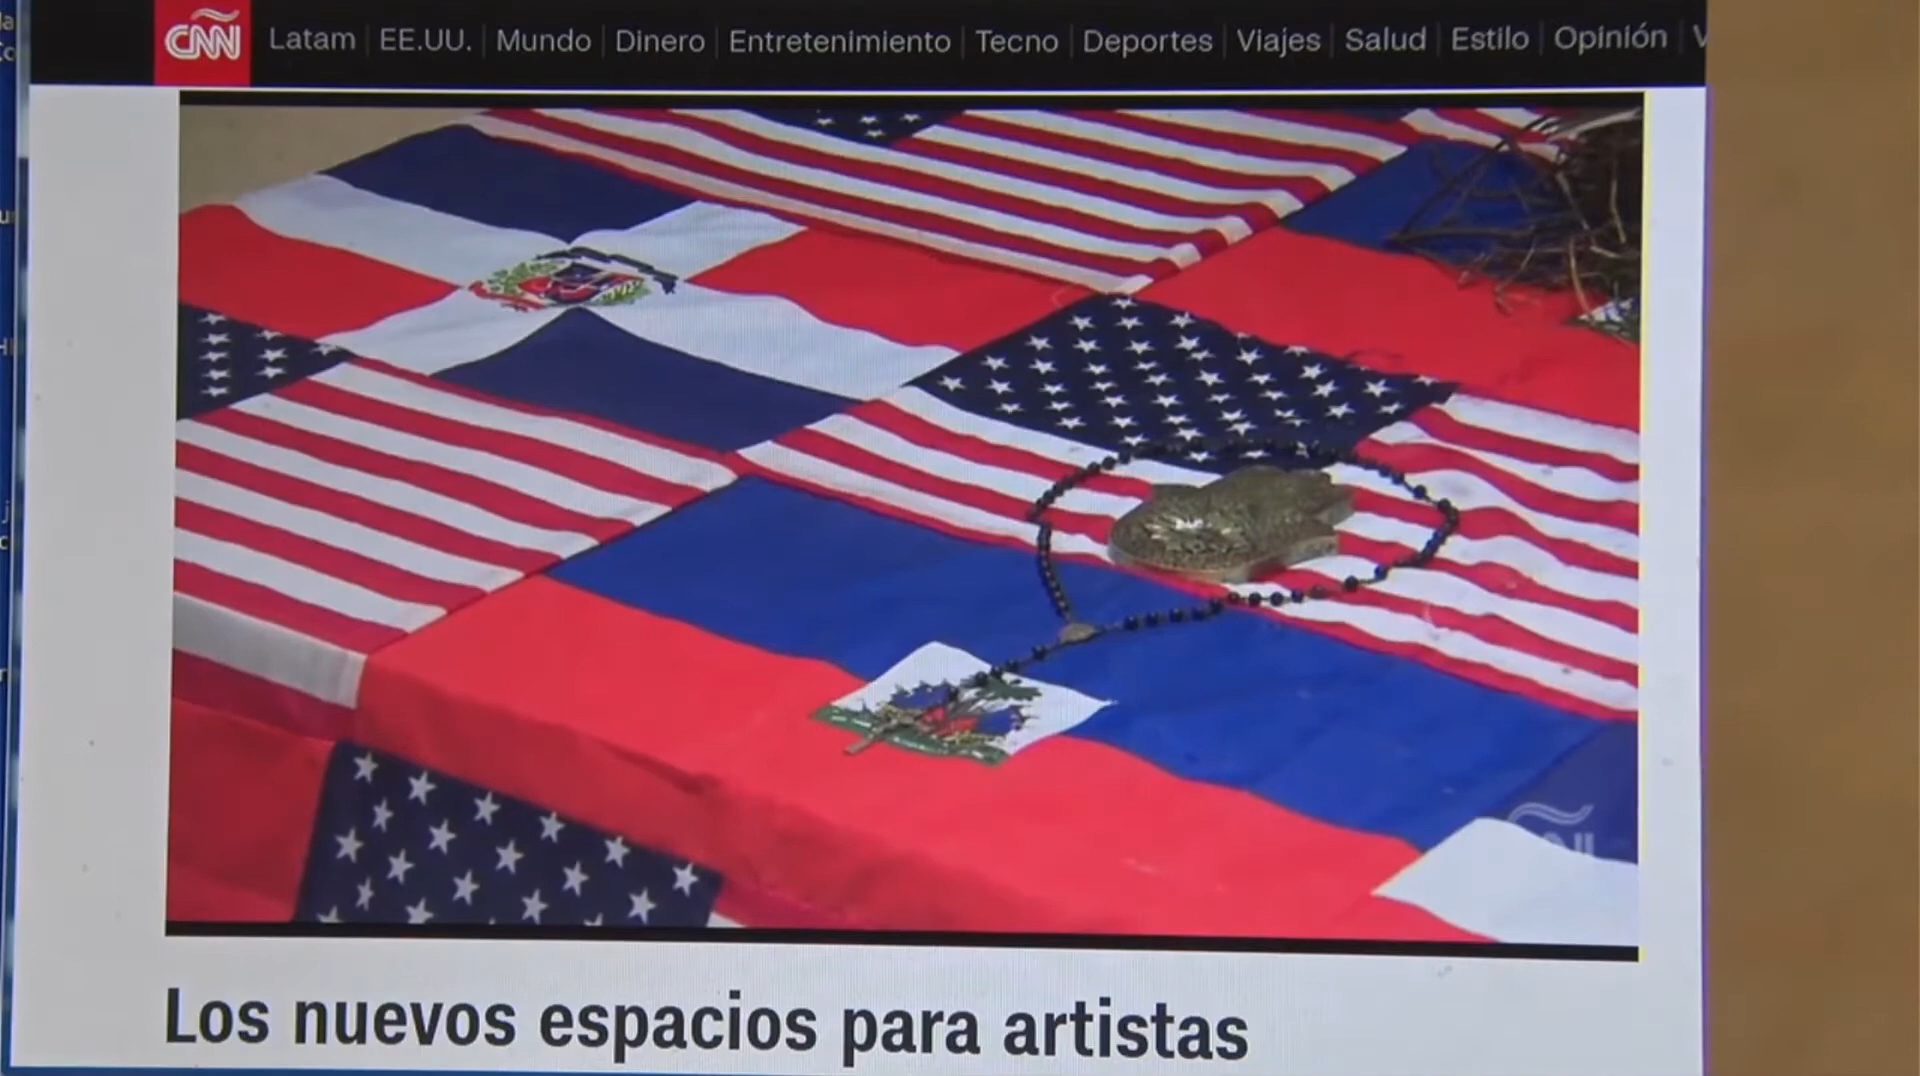 CNN Latam EE.UU. Mundo Dinero Entretenimiento Tecno Deportes Viajes Salud Estilo Opinión
Los nuevos espacios para artistas